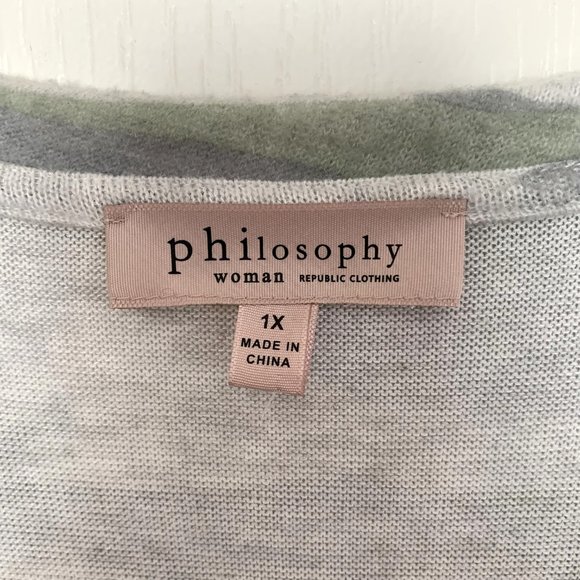 philosophy
woman REPUBLIC CLOTHING
1X
MADE IN
CHINA